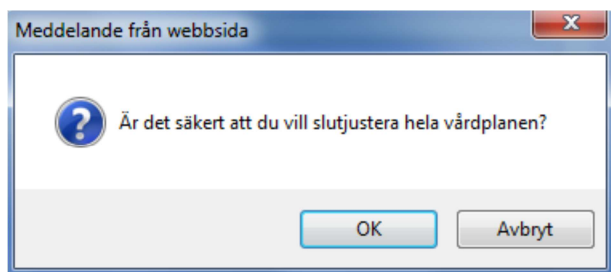 Meddelande från webbsida
Är det säkert att du vill slutjustera hela vårdplanen?
OK Avbryt